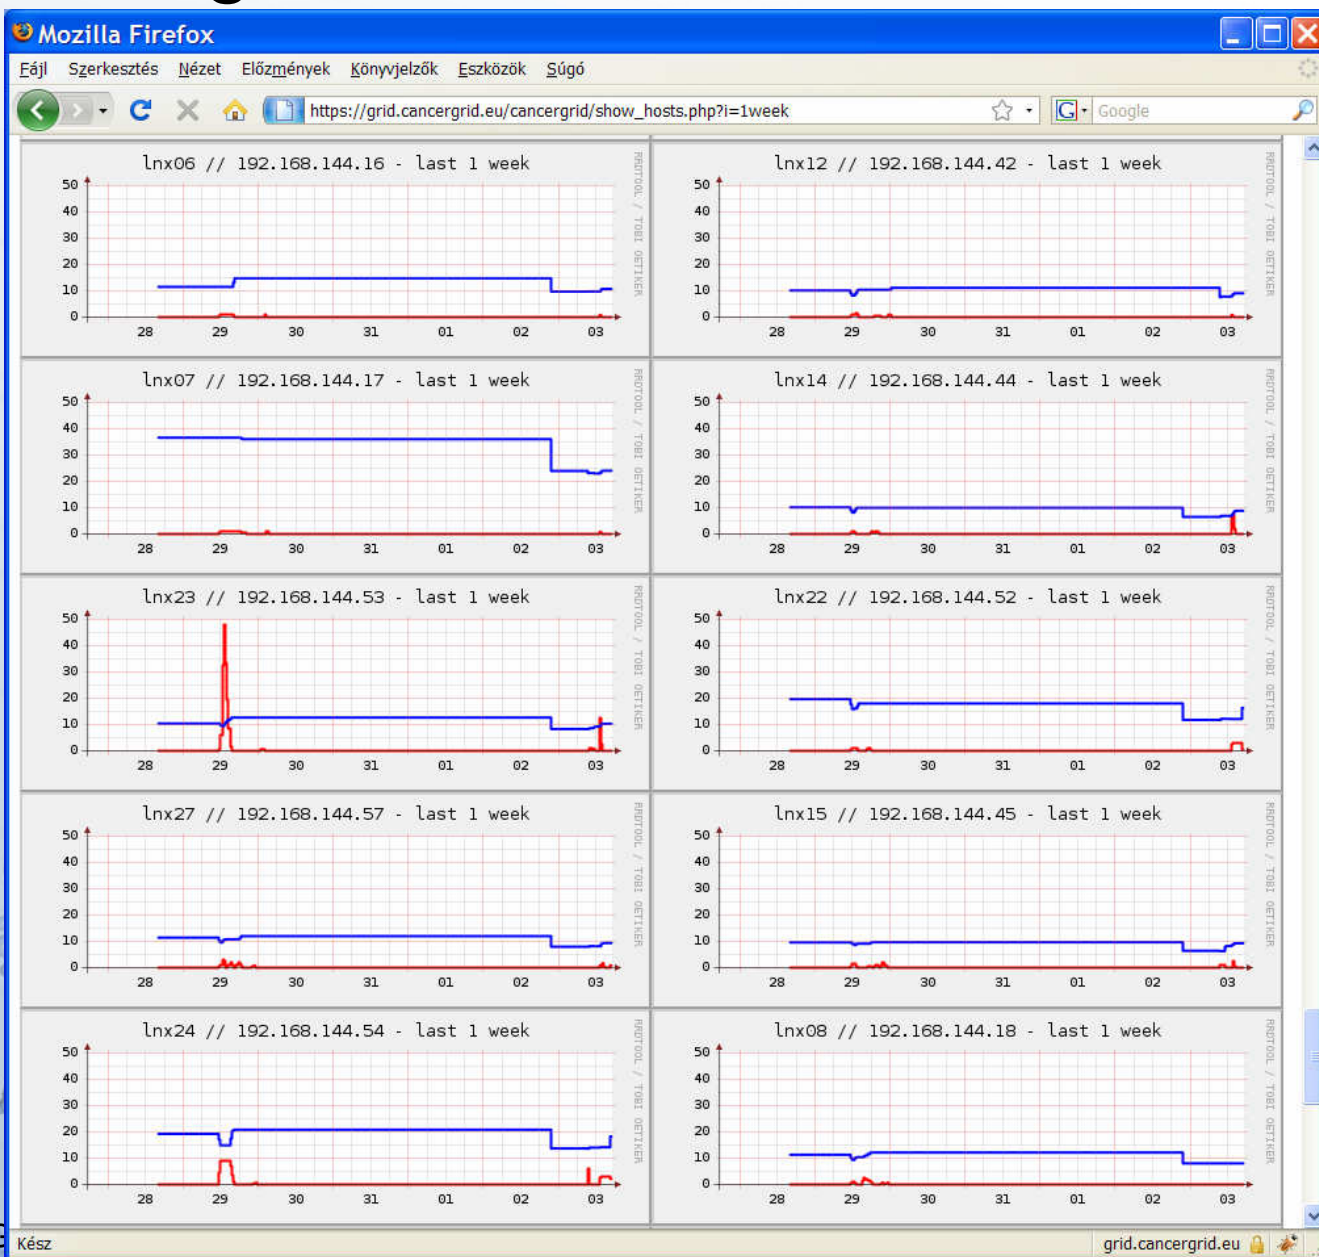 Mozilla Firefox
Fájl Szerkesztés Nézet Előzmények Könyvjelzők Eszközök Súgó
https://grid.cancergrid.eu/cancergrid/show_hosts.php?i=1week
Google
lnx06 // 192.168.144.16 - last 1 week
50
40
30
20
10
0
28 29 30 31 01 02 03
RRDTOOL / TOBI OETIKER
lnx12 // 192.168.144.42 - last 1 week
50
40
30
20
10
0
28 29 30 31 01 02 03
RRDTOOL / TOBI OETIKER
lnx07 // 192.168.144.17 - last 1 week
50
40
30
20
10
0
28 29 30 31 01 02 03
RRDTOOL / TOBI OETIKER
lnx14 // 192.168.144.44 - last 1 week
50
40
30
20
10
0
28 29 30 31 01 02 03
RRDTOOL / TOBI OETIKER
lnx23 // 192.168.144.53 - last 1 week
50
40
30
20
10
0
28 29 30 31 01 02 03
RRDTOOL / TOBI OETIKER
lnx22 // 192.168.144.52 - last 1 week
50
40
30
20
10
0
28 29 30 31 01 02 03
RRDTOOL / TOBI OETIKER
lnx27 // 192.168.144.57 - last 1 week
50
40
30
20
10
0
28 29 30 31 01 02 03
RRDTOOL / TOBI OETIKER
lnx15 // 192.168.144.45 - last 1 week
50
40
30
20
10
0
28 29 30 31 01 02 03
RRDTOOL / TOBI OETIKER
lnx24 // 192.168.144.54 - last 1 week
50
40
30
20
10
0
28 29 30 31 01 02 03
RRDTOOL / TOBI OETIKER
lnx08 // 192.168.144.18 - last 1 week
50
40
30
20
10
0
28 29 30 31 01 02 03
RRDTOOL / TOBI OETIKER
Kész
grid.cancergrid.eu